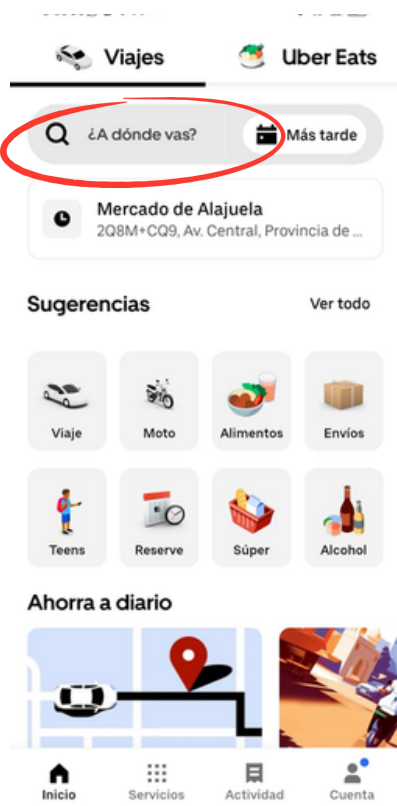 Viajes
Uber Eats
¿A dónde vas?
Más tarde
Mercado de Alajuela
2Q8M+CQ9, Av. Central, Provincia de ...
Sugerencias
Ver todo
Viaje
Moto
Alimentos
Envíos
Teens
Reserve
Súper
Alcohol
Ahorra a diario
Inicio
Servicios
Actividad
Cuenta